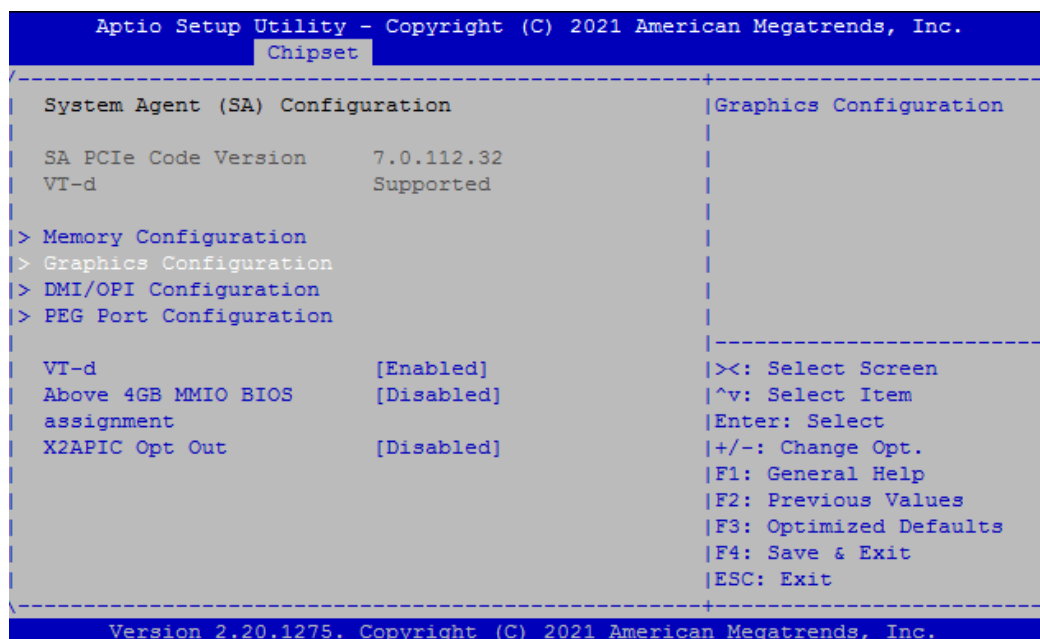 Aptio Setup Utility - Copyright (C) 2021 American Megatrends, Inc.
Chipset
/----------------------------------------------------+-------------------------
| System Agent (SA) Configuration |Graphics Configuration
| |
| SA PCIe Code Version 7.0.112.32 |
| VT-d Supported |
| |
|> Memory Configuration |
|> Graphics Configuration |
|> DMI/OPI Configuration |
|> PEG Port Configuration |
| |-------------------------
| VT-d [Enabled] |><: Select Screen
| Above 4GB MMIO BIOS [Disabled] |^v: Select Item
| assignment |Enter: Select
| X2APIC Opt Out [Disabled] |+/-: Change Opt.
| |F1: General Help
| |F2: Previous Values
| |F3: Optimized Defaults
| |F4: Save & Exit
| |ESC: Exit
\----------------------------------------------------+-------------------------
Version 2.20.1275. Copyright (C) 2021 American Megatrends, Inc.